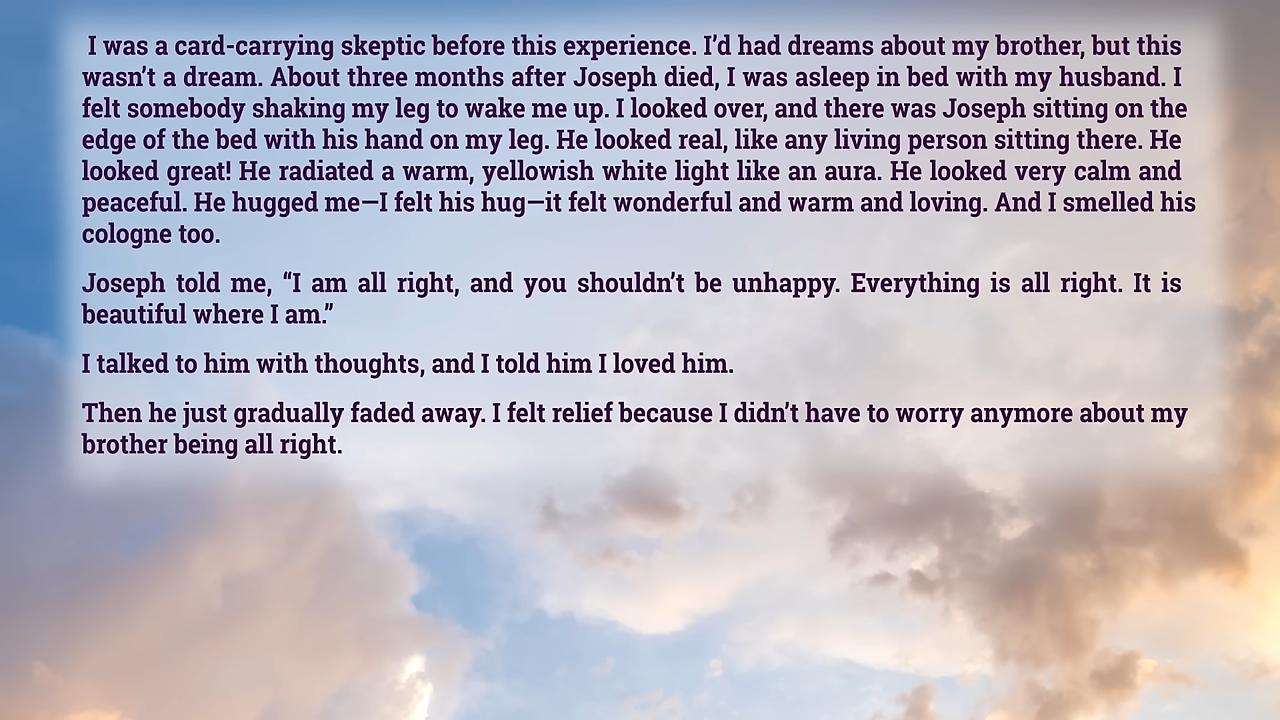 I was a card-carrying skeptic before this experience. I’d had dreams about my brother, but this
wasn’t a dream. About three months after Joseph died, I was asleep in bed with my husband. I
felt somebody shaking my leg to wake me up. I looked over, and there was Joseph sitting on the
edge of the bed with his hand on my leg. He looked real, like any living person sitting there. He
looked great! He radiated a warm, yellowish white light like an aura. He looked very calm and
peaceful. He hugged me—I felt his hug—it felt wonderful and warm and loving. And I smelled his
cologne too.
Joseph told me, “I am all right, and you shouldn’t be unhappy. Everything is all right. It is
beautiful where I am.”
I talked to him with thoughts, and I told him I loved him.
Then he just gradually faded away. I felt relief because I didn’t have to worry anymore about my
brother being all right.